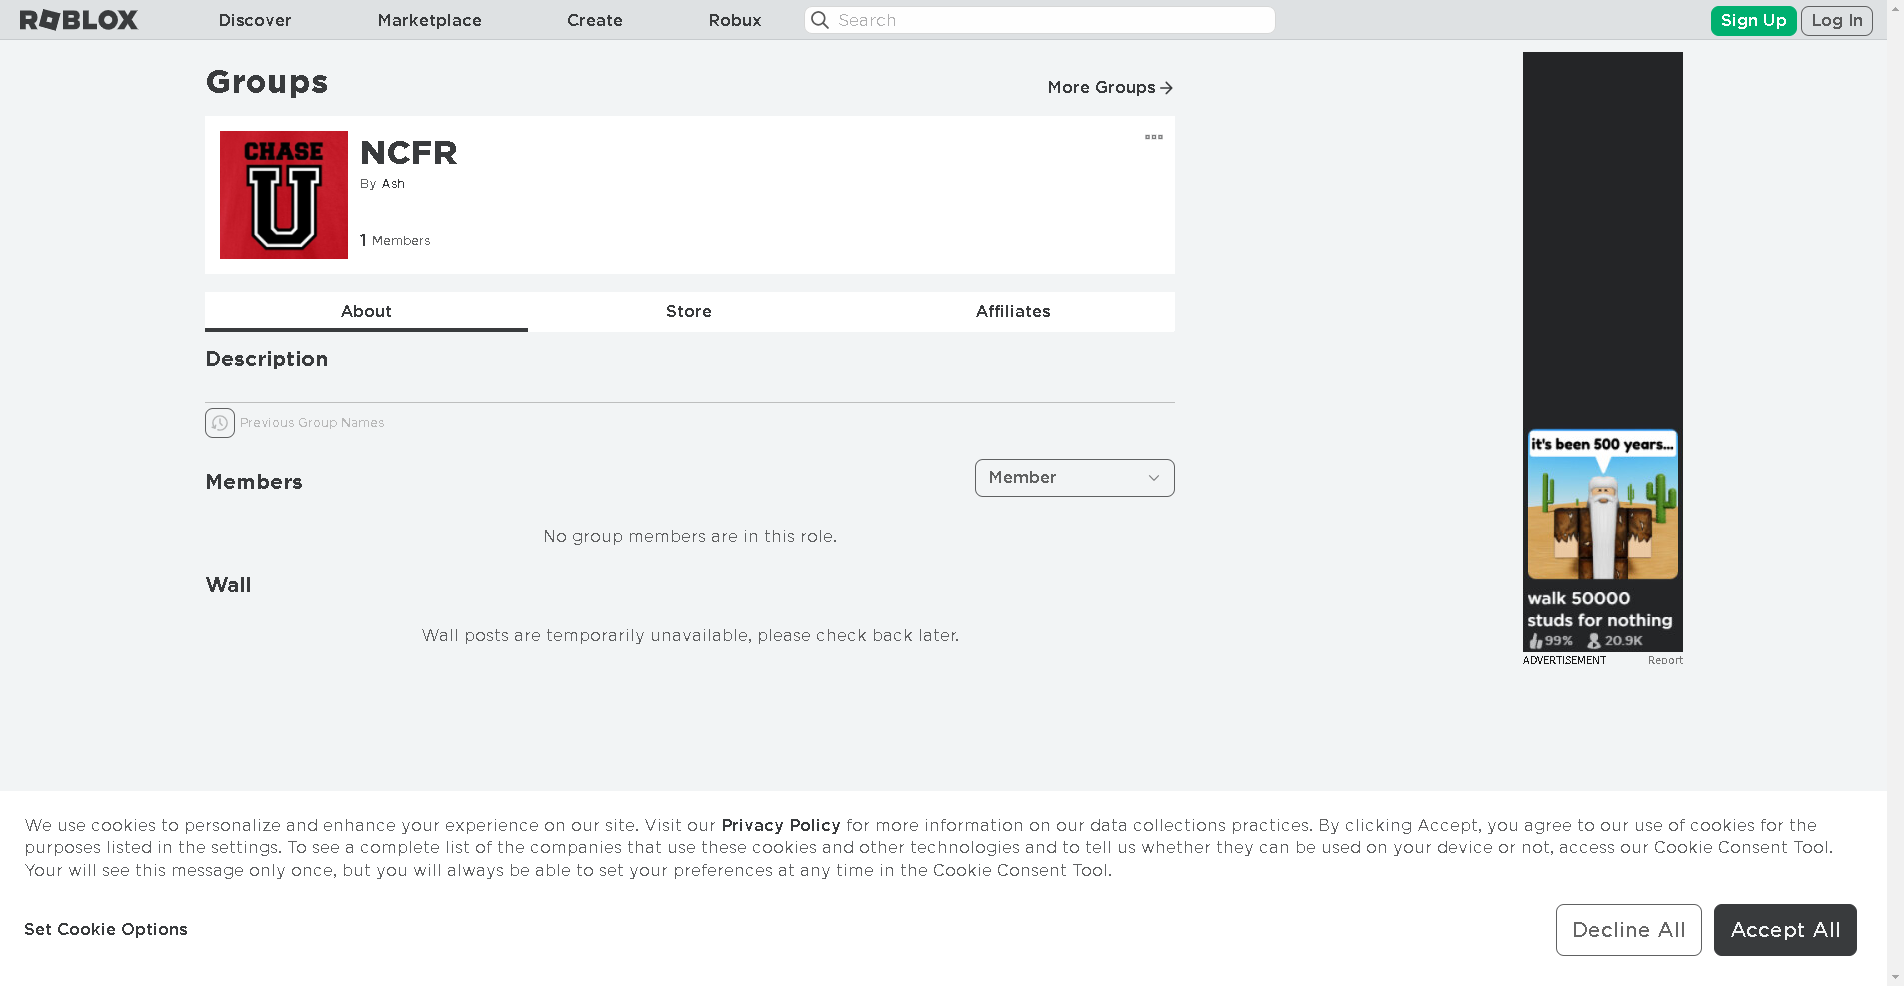 ROBLOX Discover Marketplace Create Robux Search Sign Up Log In
Groups
More Groups
CHASE
U
NCFR
By Ash
1 Members
About Store Affiliates
Description
Previous Group Names
Members
Member
No group members are in this role.
Wall
Wall posts are temporarily unavailable, please check back later.
it's been 500 years...
walk 50000
studs for nothing
99% 20.9K
ADVERTISEMENT Report
We use cookies to personalize and enhance your experience on our site. Visit our Privacy Policy for more information on our data collections practices. By clicking Accept, you agree to our use of cookies for the
purposes listed in the settings. To see a complete list of the companies that use these cookies and other technologies and to tell us whether they can be used on your device or not, access our Cookie Consent Tool.
Your will see this message only once, but you will always be able to set your preferences at any time in the Cookie Consent Tool.
Set Cookie Options
Decline All
Accept All